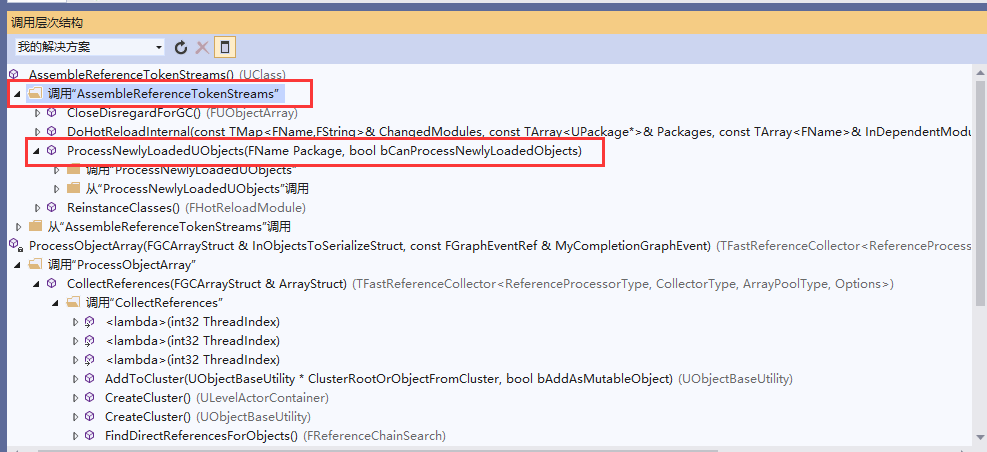 调用层次结构
我的解决方案
AssembleReferenceTokenStreams() (UClass)
调用“AssembleReferenceTokenStreams”
CloseDisregardForGC() (FUObjectArray)
DoHotReloadInternal(const TMap<FName,FString>& ChangedModules, const TArray<UPackage*>& Packages, const TArray<FName>& InDependentModu
ProcessNewlyLoadedUObjects(FName Package, bool bCanProcessNewlyLoadedObjects)
调用“ProcessNewlyLoadedUObjects”
从“ProcessNewlyLoadedUObjects”调用
ReinstanceClasses() (FHotReloadModule)
从“AssembleReferenceTokenStreams”调用
ProcessObjectArray(FGCArrayStruct & InObjectsToSerializeStruct, const FGraphEventRef & MyCompletionGraphEvent) (TFastReferenceCollector<ReferenceProcess
调用“ProcessObjectArray”
CollectReferences(FGCArrayStruct & ArrayStruct) (TFastReferenceCollector<ReferenceProcessorType, CollectorType, ArrayPoolType, Options>)
调用“CollectReferences”
<lambda>(int32 ThreadIndex)
<lambda>(int32 ThreadIndex)
<lambda>(int32 ThreadIndex)
AddToCluster(UObjectBaseUtility * ClusterRootOrObjectFromCluster, bool bAddAsMutableObject) (UObjectBaseUtility)
CreateCluster() (ULevelActorContainer)
CreateCluster() (UObjectBaseUtility)
FindDirectReferencesForObjects() (FReferenceChainSearch)